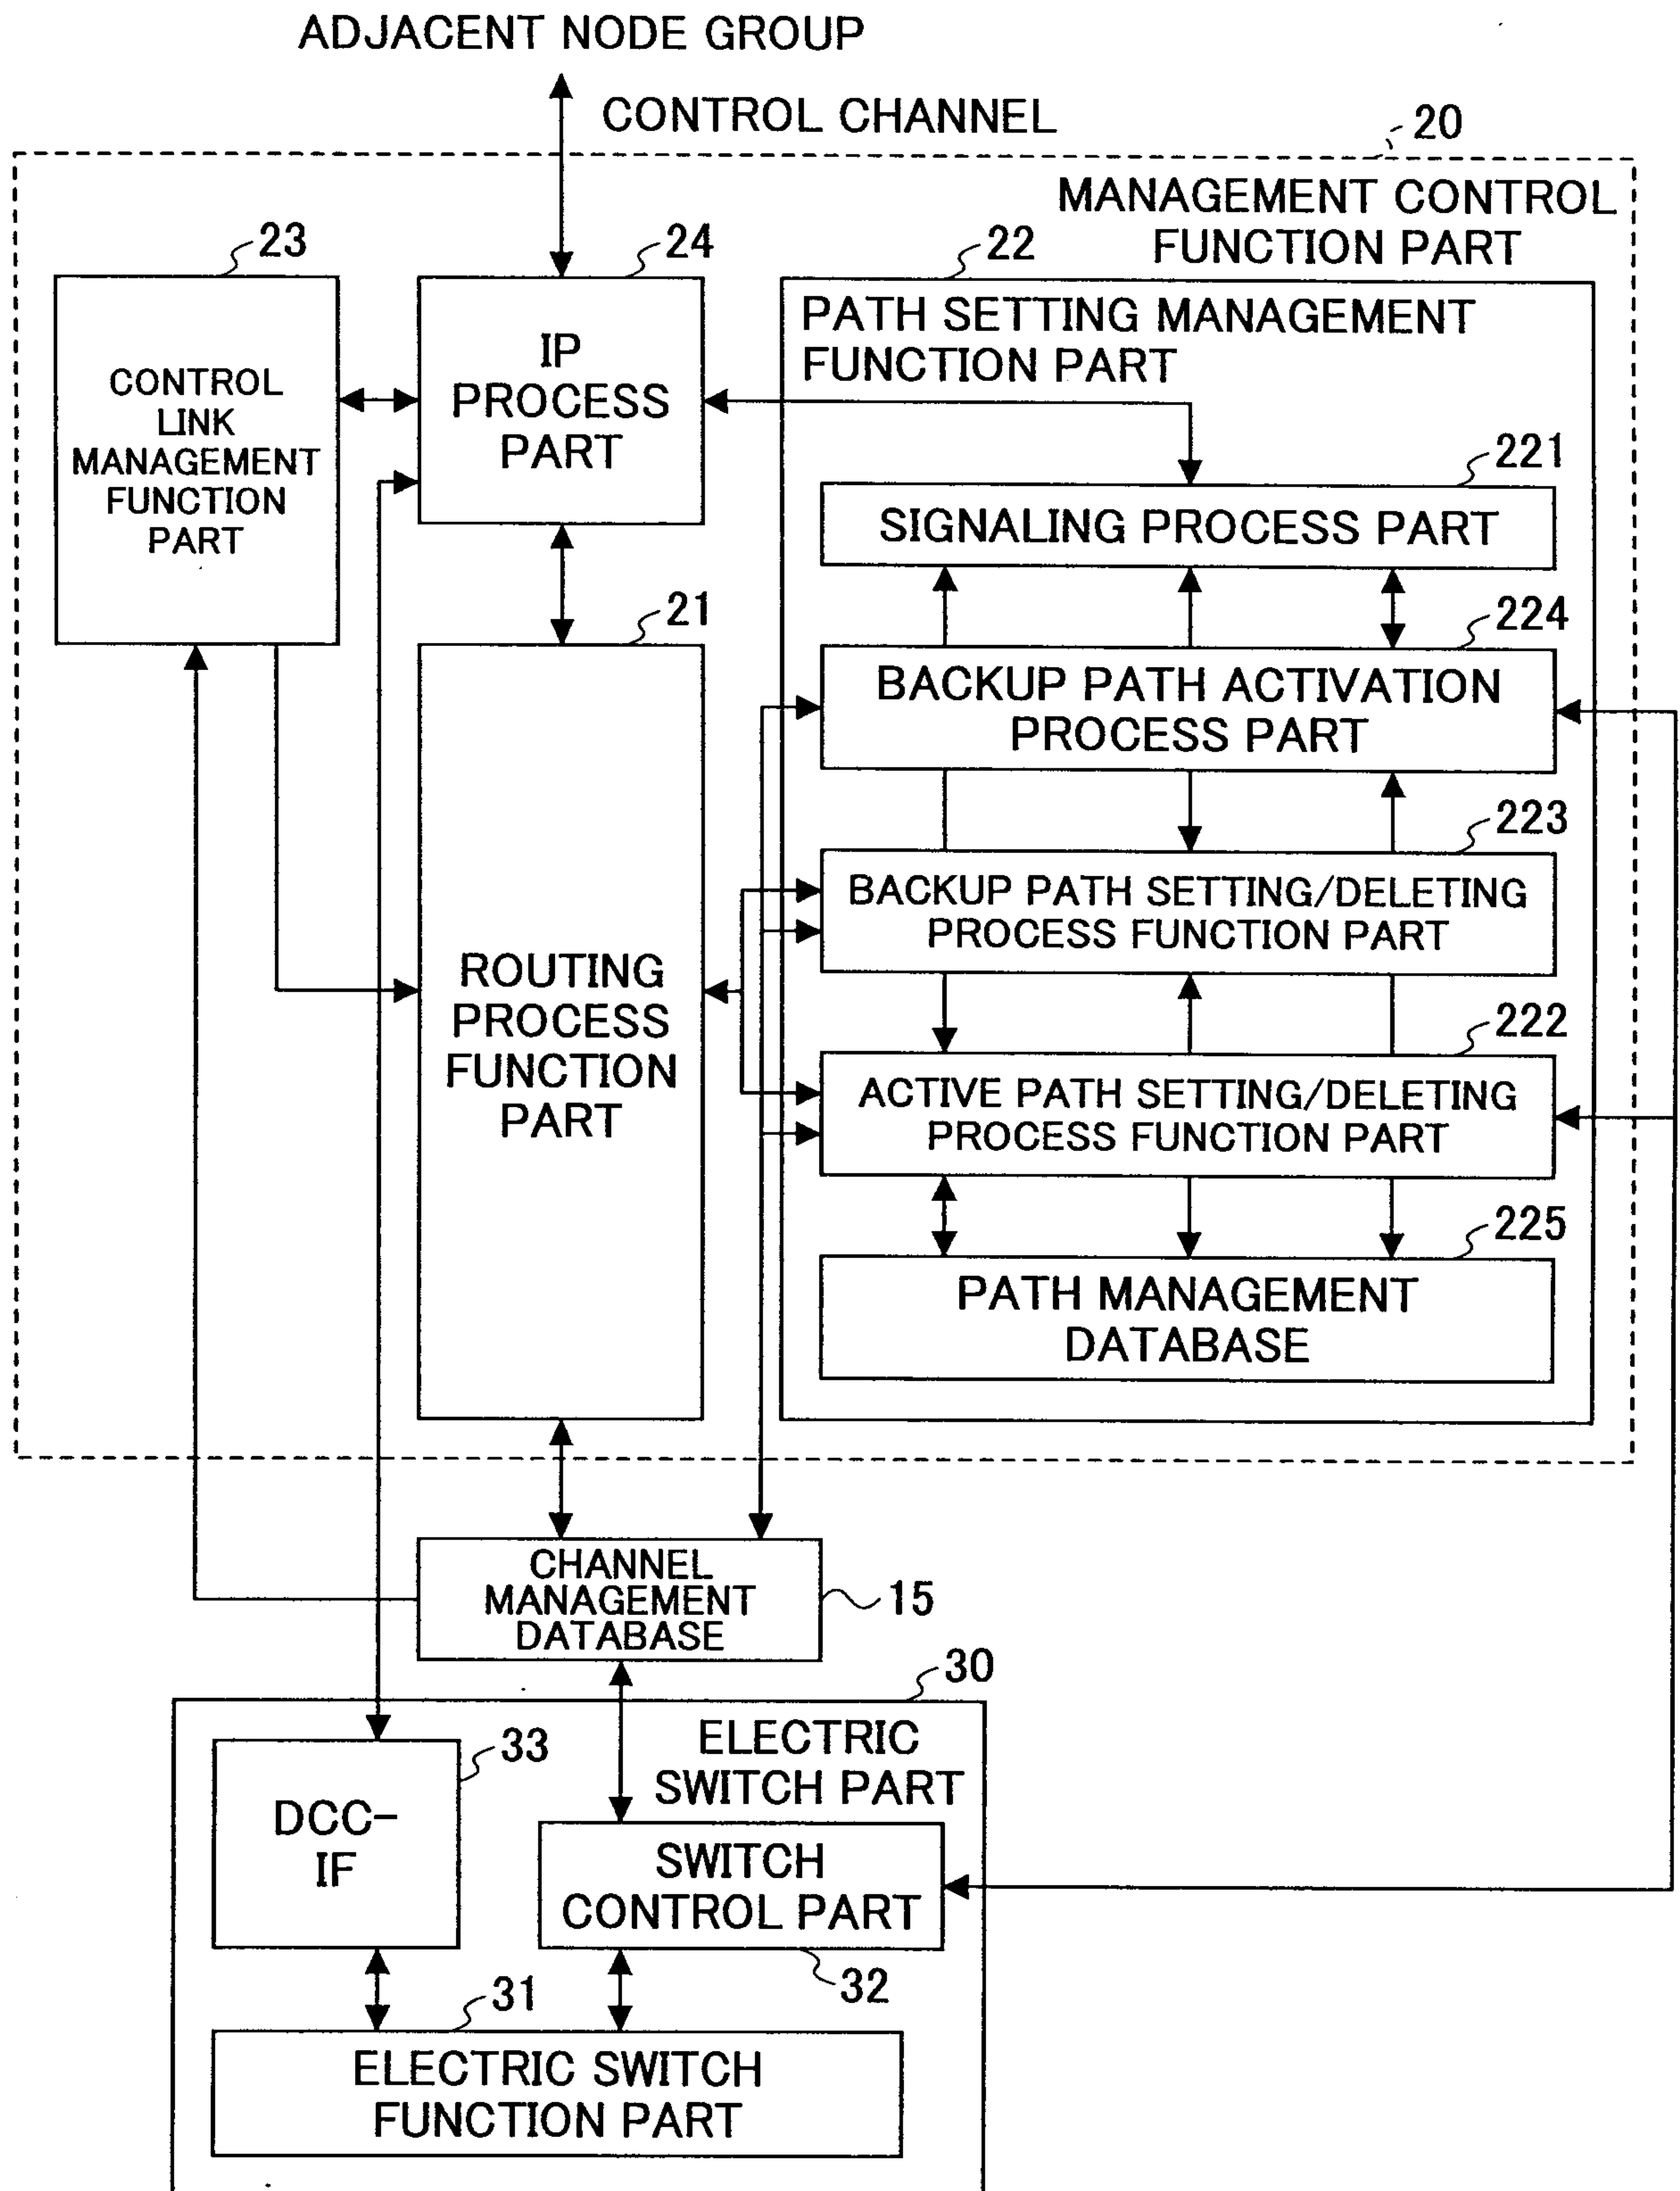 ADJACENT NODE GROUP
CONTROL CHANNEL
20
MANAGEMENT CONTROL
FUNCTION PART
23
24
22
CONTROL
LINK
MANAGEMENT
FUNCTION
PART
IP
PROCESS
PART
PATH SETTING MANAGEMENT
FUNCTION PART
221
SIGNALING PROCESS PART
21
224
BACKUP PATH ACTIVATION
PROCESS PART
223
BACKUP PATH SETTING/DELETING
PROCESS FUNCTION PART
ROUTING
PROCESS
FUNCTION
PART
222
ACTIVE PATH SETTING/DELETING
PROCESS FUNCTION PART
225
PATH MANAGEMENT
DATABASE
CHANNEL
MANAGEMENT
DATABASE
15
30
ELECTRIC
SWITCH PART
33
DCC-
IF
SWITCH
CONTROL PART
32
31
ELECTRIC SWITCH
FUNCTION PART